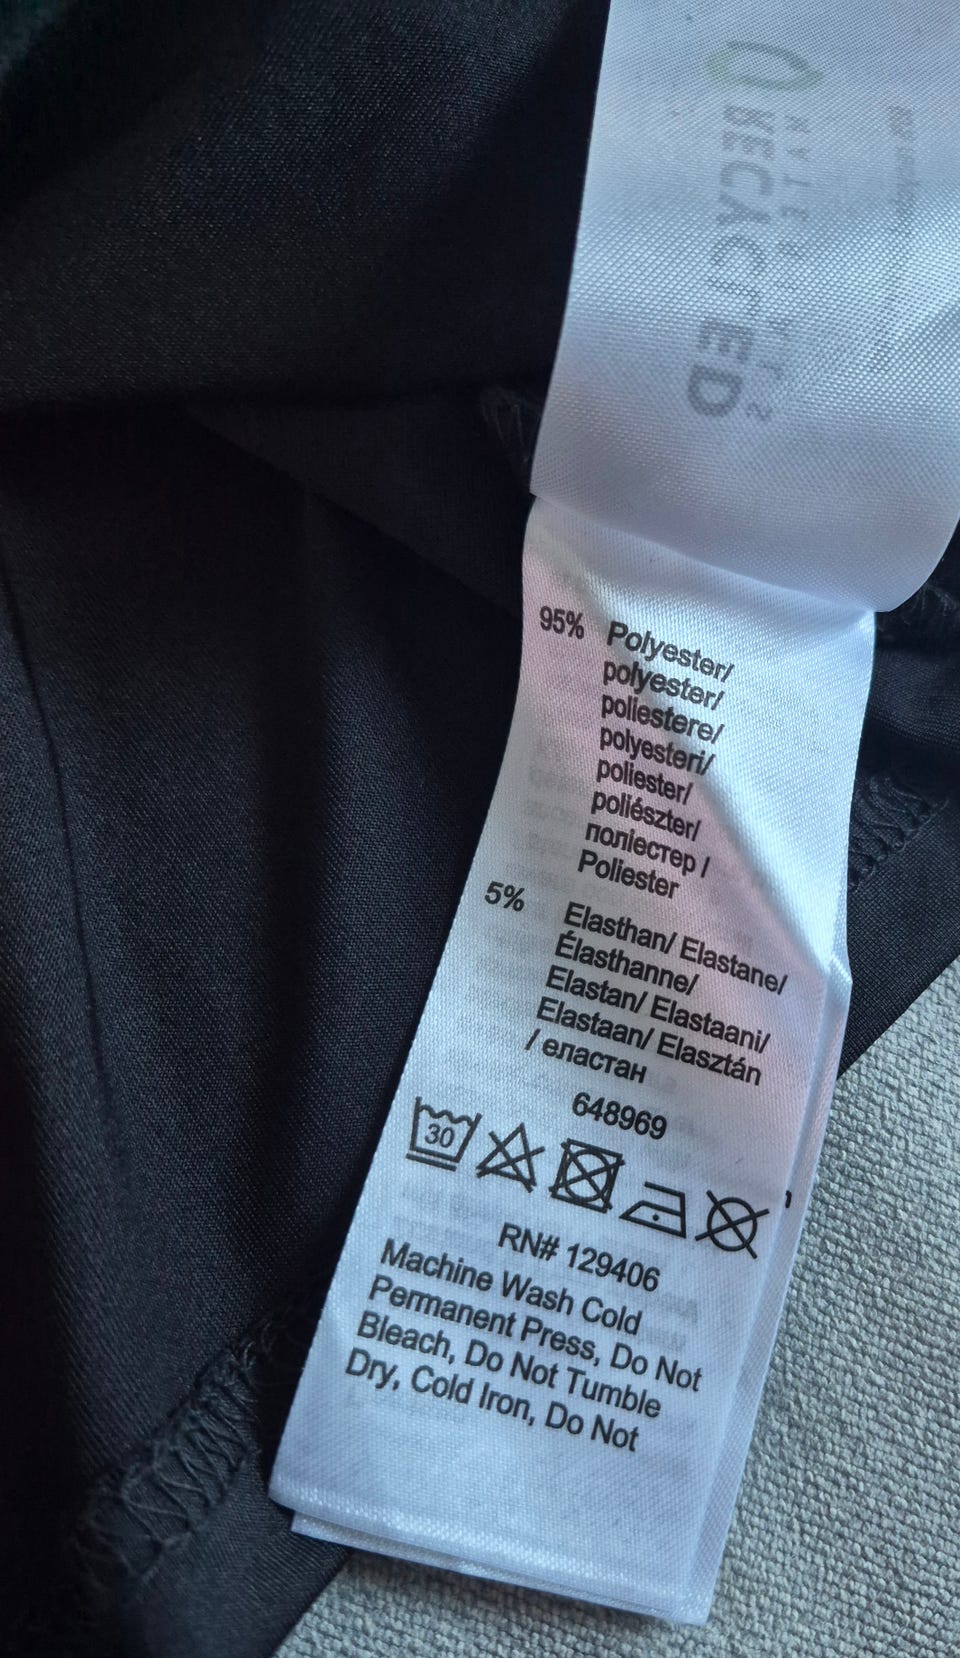 RECYCLED
95% Polyester/
polyester/
poliestere/
polyesteri/
poliester/
poliészter/
поліестер /
Poliester
5% Elasthan/ Elastane/
Élasthanne/
Elastan/ Elastaani/
Elastaan/ Elasztán
/ еластан
648969
30
RN# 129406
Machine Wash Cold
Permanent Press, Do Not
Bleach, Do Not Tumble
Dry, Cold Iron, Do Not